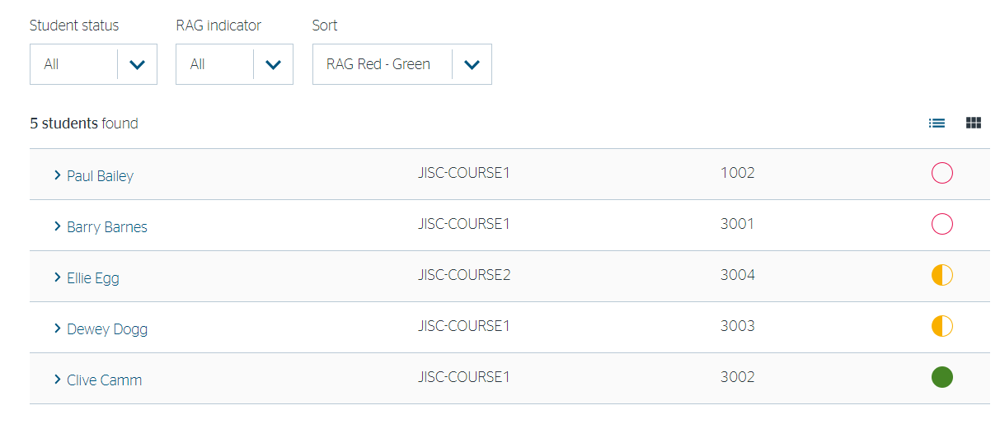 Student status RAG indicator Sort
All All RAG Red - Green
5 students found
Paul Bailey JISC-COURSE1 1002
Barry Barnes JISC-COURSE1 3001
Ellie Egg JISC-COURSE2 3004
Dewey Dogg JISC-COURSE1 3003
Clive Camm JISC-COURSE1 3002